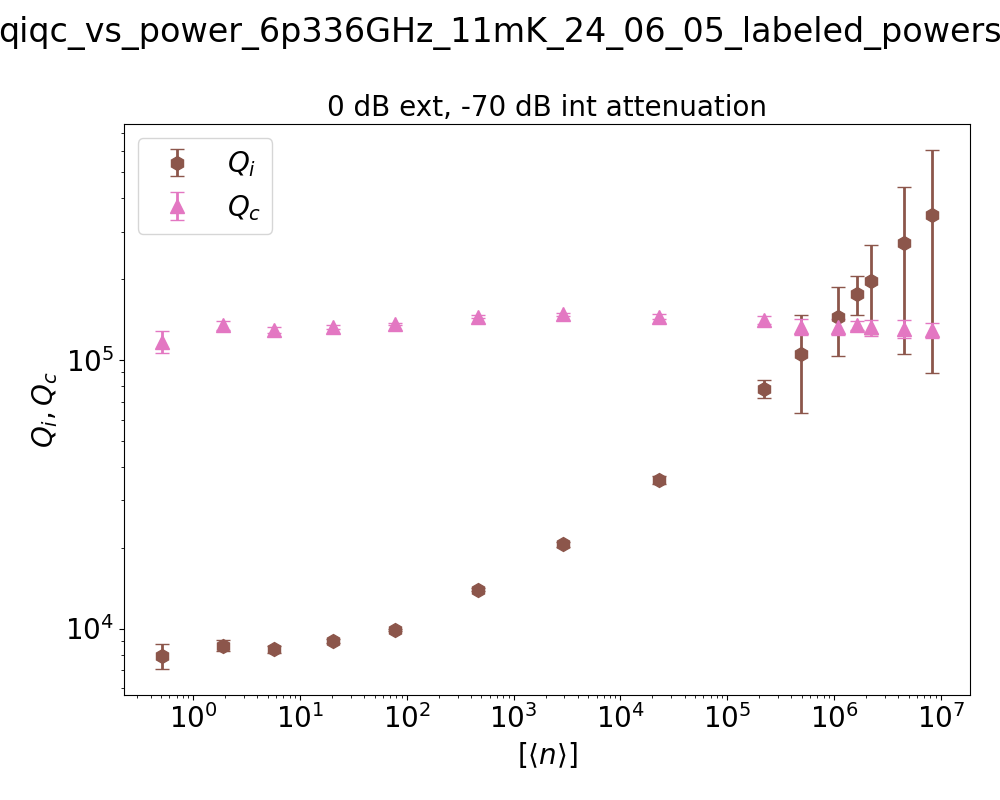 qiqc_vs_power_6p336GHz_11mK_24_06_05_labeled_powers
0 dB ext, -70 dB int attenuation
Q_i
Q_c
10^5
10^4
Q_i, Q_c
10^0 10^1 10^2 10^3 10^4 10^5 10^6 10^7
[⟨n⟩]